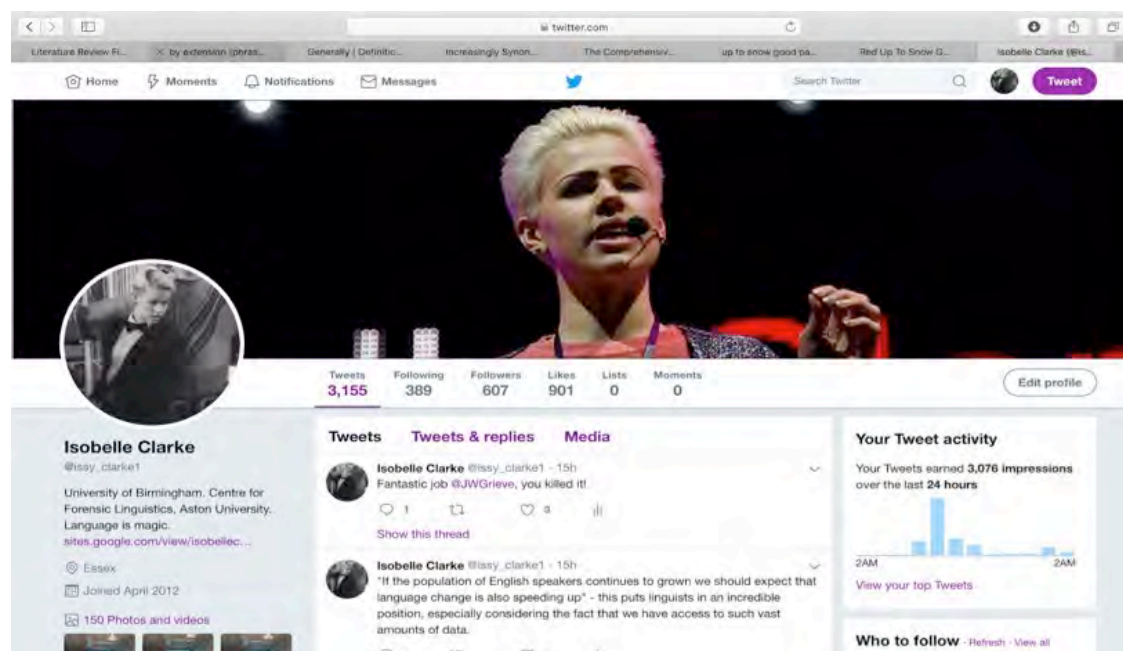 twitter.com
Literature Review Fi...
by extension (phras...
Generally | Definitio...
Increasingly Synon...
The Comprehensiv...
up to snow good pa...
Red Up To Snow G...
Isobelle Clarke (@is...
Home
Moments
Notifications
Messages
Search Twitter
Tweet
Tweets Following Followers Likes Lists Moments
3,155 389 607 901 0 0
Edit profile
Isobelle Clarke
@issy_clarke1
University of Birmingham. Centre for
Forensic Linguistics, Aston University.
Language is magic.
sites.google.com/view/isobellec...
Essex
Joined April 2012
150 Photos and videos
Tweets Tweets & replies Media
Isobelle Clarke @issy_clarke1 · 15h
Fantastic job @JWGrieve, you killed it!
1
Show this thread
Isobelle Clarke @issy_clarke1 · 15h
"If the population of English speakers continues to grown we should expect that
language change is also speeding up" - this puts linguists in an incredible
position, especially considering the fact that we have access to such vast
amounts of data.
Your Tweet activity
Your Tweets earned 3,076 impressions
over the last 24 hours
2AM 2AM
View your top Tweets
Who to follow · Refresh · View all